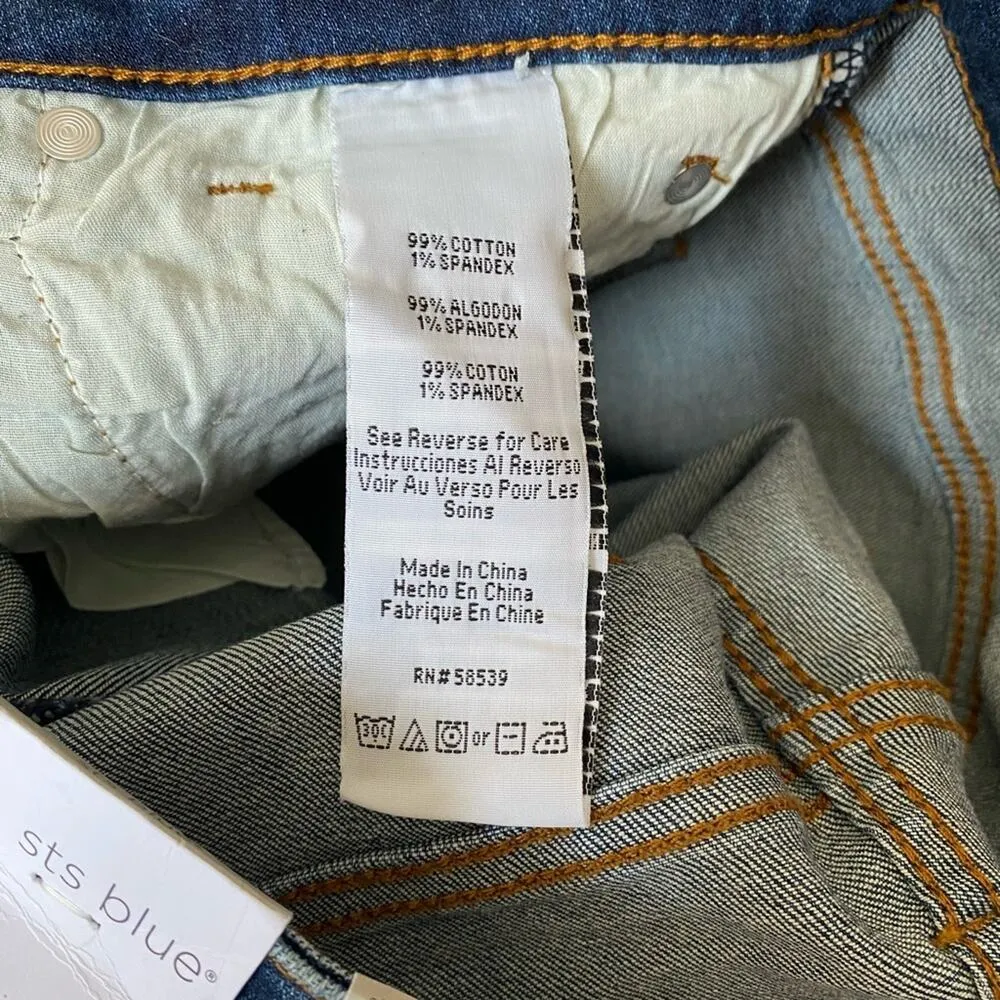 99% COTTON
1% SPANDEX
99% ALGODON
1% SPANDEX
99% COTON
1% SPANDEX
See Reverse for Care
Instrucciones Al Reverso
Voir Au Verso Pour Les
Soins
Made In China
Hecho En China
Fabrique En Chine
RN# 58539
30C or
sts blue®